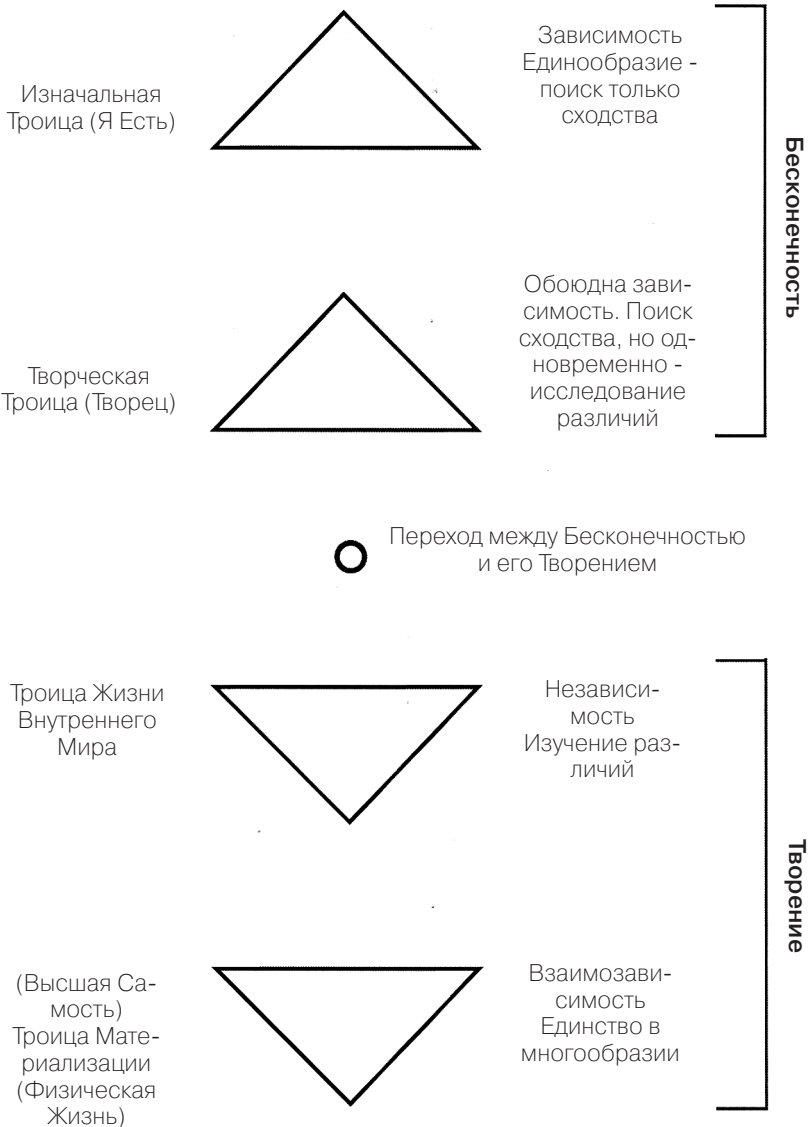 Изначальная
Троица (Я Есть)
Зависимость
Единообразие -
поиск только
сходства
Бесконечность
Творческая
Троица (Творец)
Обоюдна зави-
симость. Поиск
сходства, но од-
новременно -
исследование
различий
Переход между Бесконечностью
и его Творением
Троица Жизни
Внутреннего
Мира
Независи-
мость
Изучение раз-
личий
Творение
(Высшая Са-
мость)
Троица Мате-
риализации
(Физическая
Жизнь)
Взаимозави-
симость
Единство в
многообразии